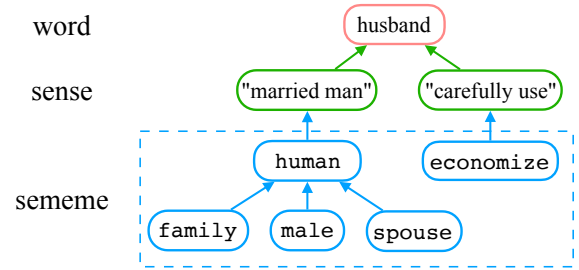 word husband
sense "married man" "carefully use"
human economize
sememe
family male spouse